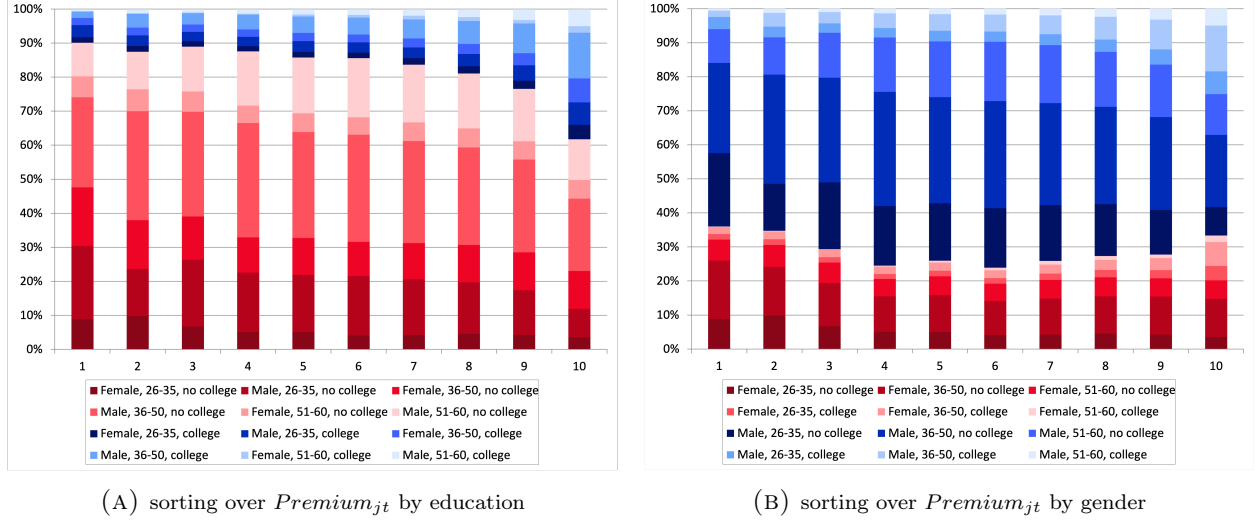 100%
90%
80%
70%
60%
50%
40%
30%
20%
10%
0%
1 2 3 4 5 6 7 8 9 10
Female, 26-35, no college Male, 26-35, no college Female, 36-50, no college
Male, 36-50, no college Female, 51-60, no college Male, 51-60, no college
Female, 26-35, college Male, 26-35, college Female, 36-50, college
Male, 36-50, college Female, 51-60, college Male, 51-60, college
(A) sorting over Premium_jt by education
100%
90%
80%
70%
60%
50%
40%
30%
20%
10%
0%
1 2 3 4 5 6 7 8 9 10
Female, 26-35, no college Female, 36-50, no college Female, 51-60, no college
Female, 26-35, college Female, 36-50, college Female, 51-60, college
Male, 26-35, no college Male, 36-50, no college Male, 51-60, no college
Male, 26-35, college Male, 36-50, college Male, 51-60, college
(B) sorting over Premium_jt by gender